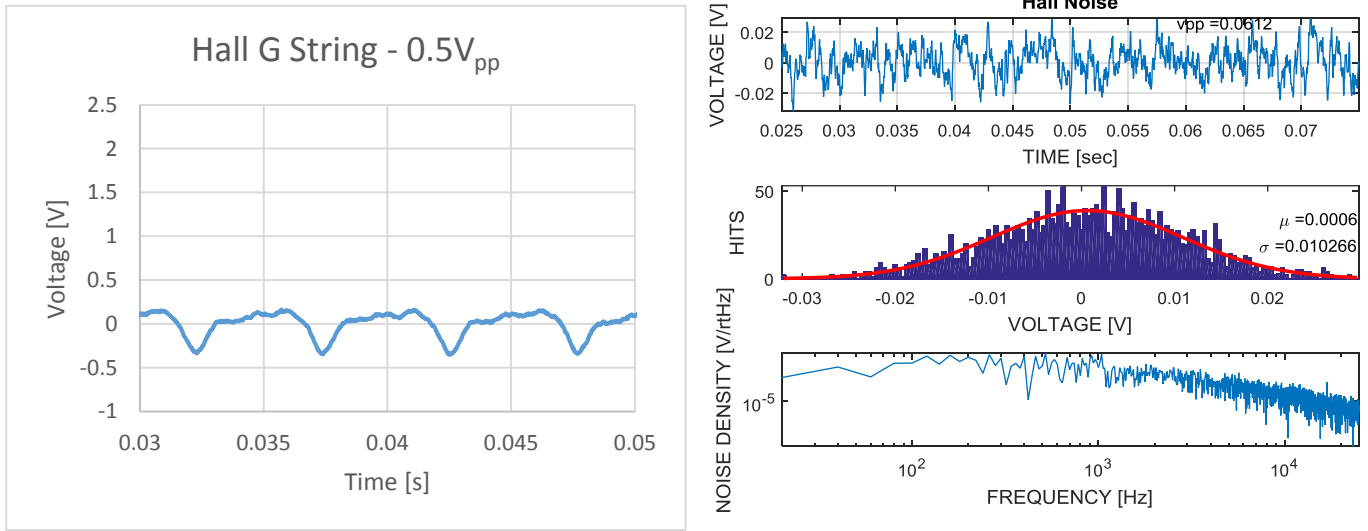 Hall G String - 0.5Vpp
2.5
2
1.5
1
0.5
0
-0.5
-1
Voltage [V]
0.03
0.035
0.04
0.045
0.05
Time [s]
Hall Noise
vpp =0.0612
0.02
0
-0.02
VOLTAGE [V]
0.025
0.03
0.035
0.04
0.045
0.05
0.055
0.06
0.065
0.07
TIME [sec]
50
0
HITS
μ =0.0006
σ =0.010266
-0.03
-0.02
-0.01
0
0.01
0.02
VOLTAGE [V]
NOISE DENSITY [V/rtHz]
10-5
102
103
104
FREQUENCY [Hz]